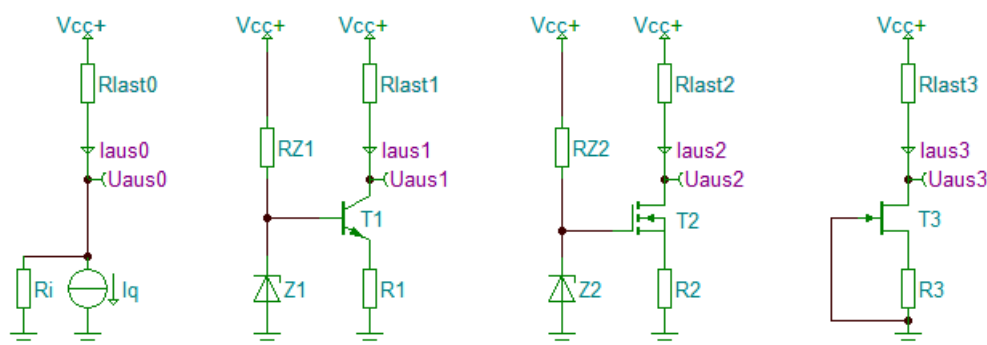 Vcc+ Vcc+ Vcc+ Vcc+ Vcc+ Vcc+
Rlast0 Rlast1 Rlast2 Rlast3
RZ1 RZ2
Iaus0 Iaus1 Iaus2 Iaus3
Uaus0 Uaus1 Uaus2 Uaus3
T1 T2 T3
Ri Iq Z1 R1 Z2 R2 R3